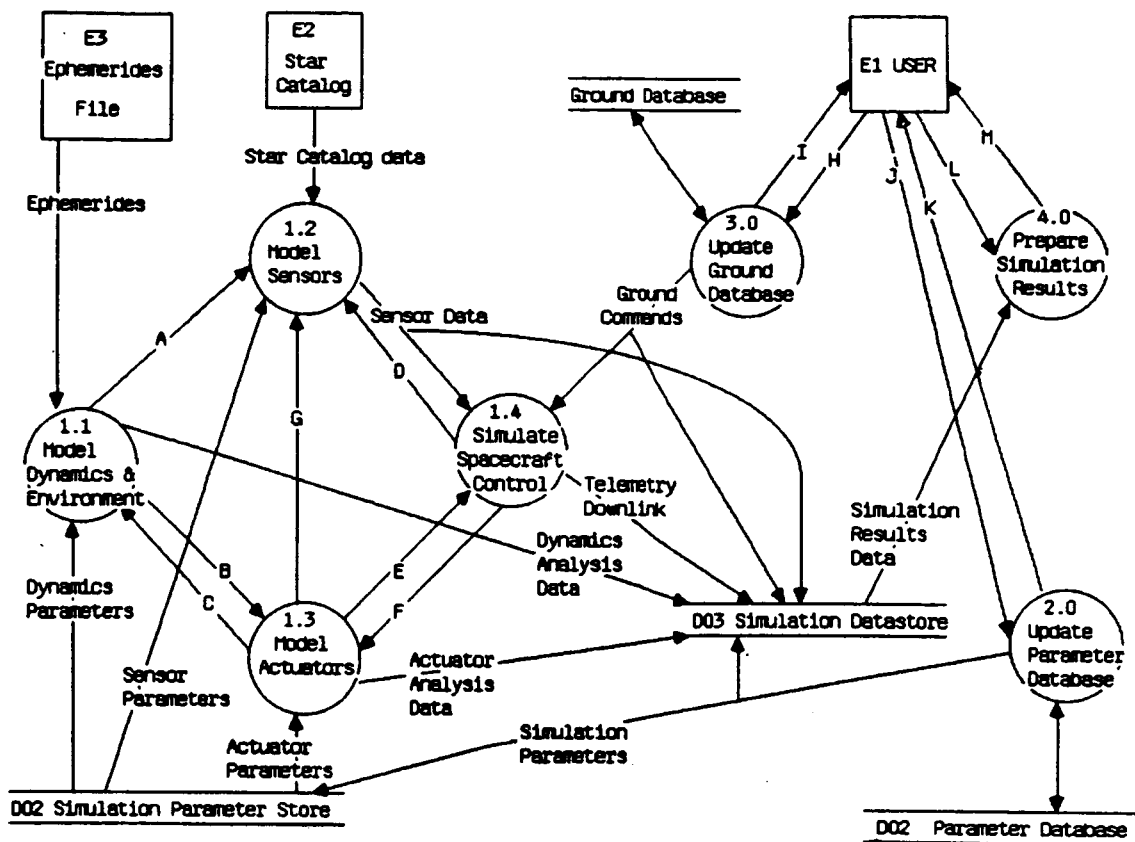 E3
Ephemerides
File
E2
Star
Catalog
E1 USER
Ground Database
Star Catalog data
Ephemerides
I
H
J
L
M
K
1.2
Model
Sensors
3.0
Update
Ground
Database
4.0
Prepare
Simulation
Results
Sensor Data
Ground
Commands
A
D
G
1.1
Model
Dynamics &
Environment
1.4
Simulate
Spacecraft
Control
Telemetry
Downlink
Simulation
Results
Data
Dynamics
Analysis
Data
Dynamics
Parameters
B
C
E
F
1.3
Model
Actuators
D03 Simulation Datastore
2.0
Update
Parameter
Database
Sensor
Parameters
Actuator
Analysis
Data
Actuator
Parameters
Simulation
Parameters
D02 Simulation Parameter Store
D02 Parameter Database